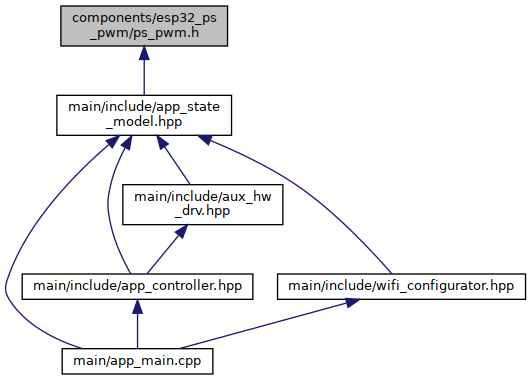 components/esp32_ps
_pwm/ps_pwm.h
main/include/app_state
_model.hpp
main/include/aux_hw
_drv.hpp
main/include/app_controller.hpp
main/include/wifi_configurator.hpp
main/app_main.cpp